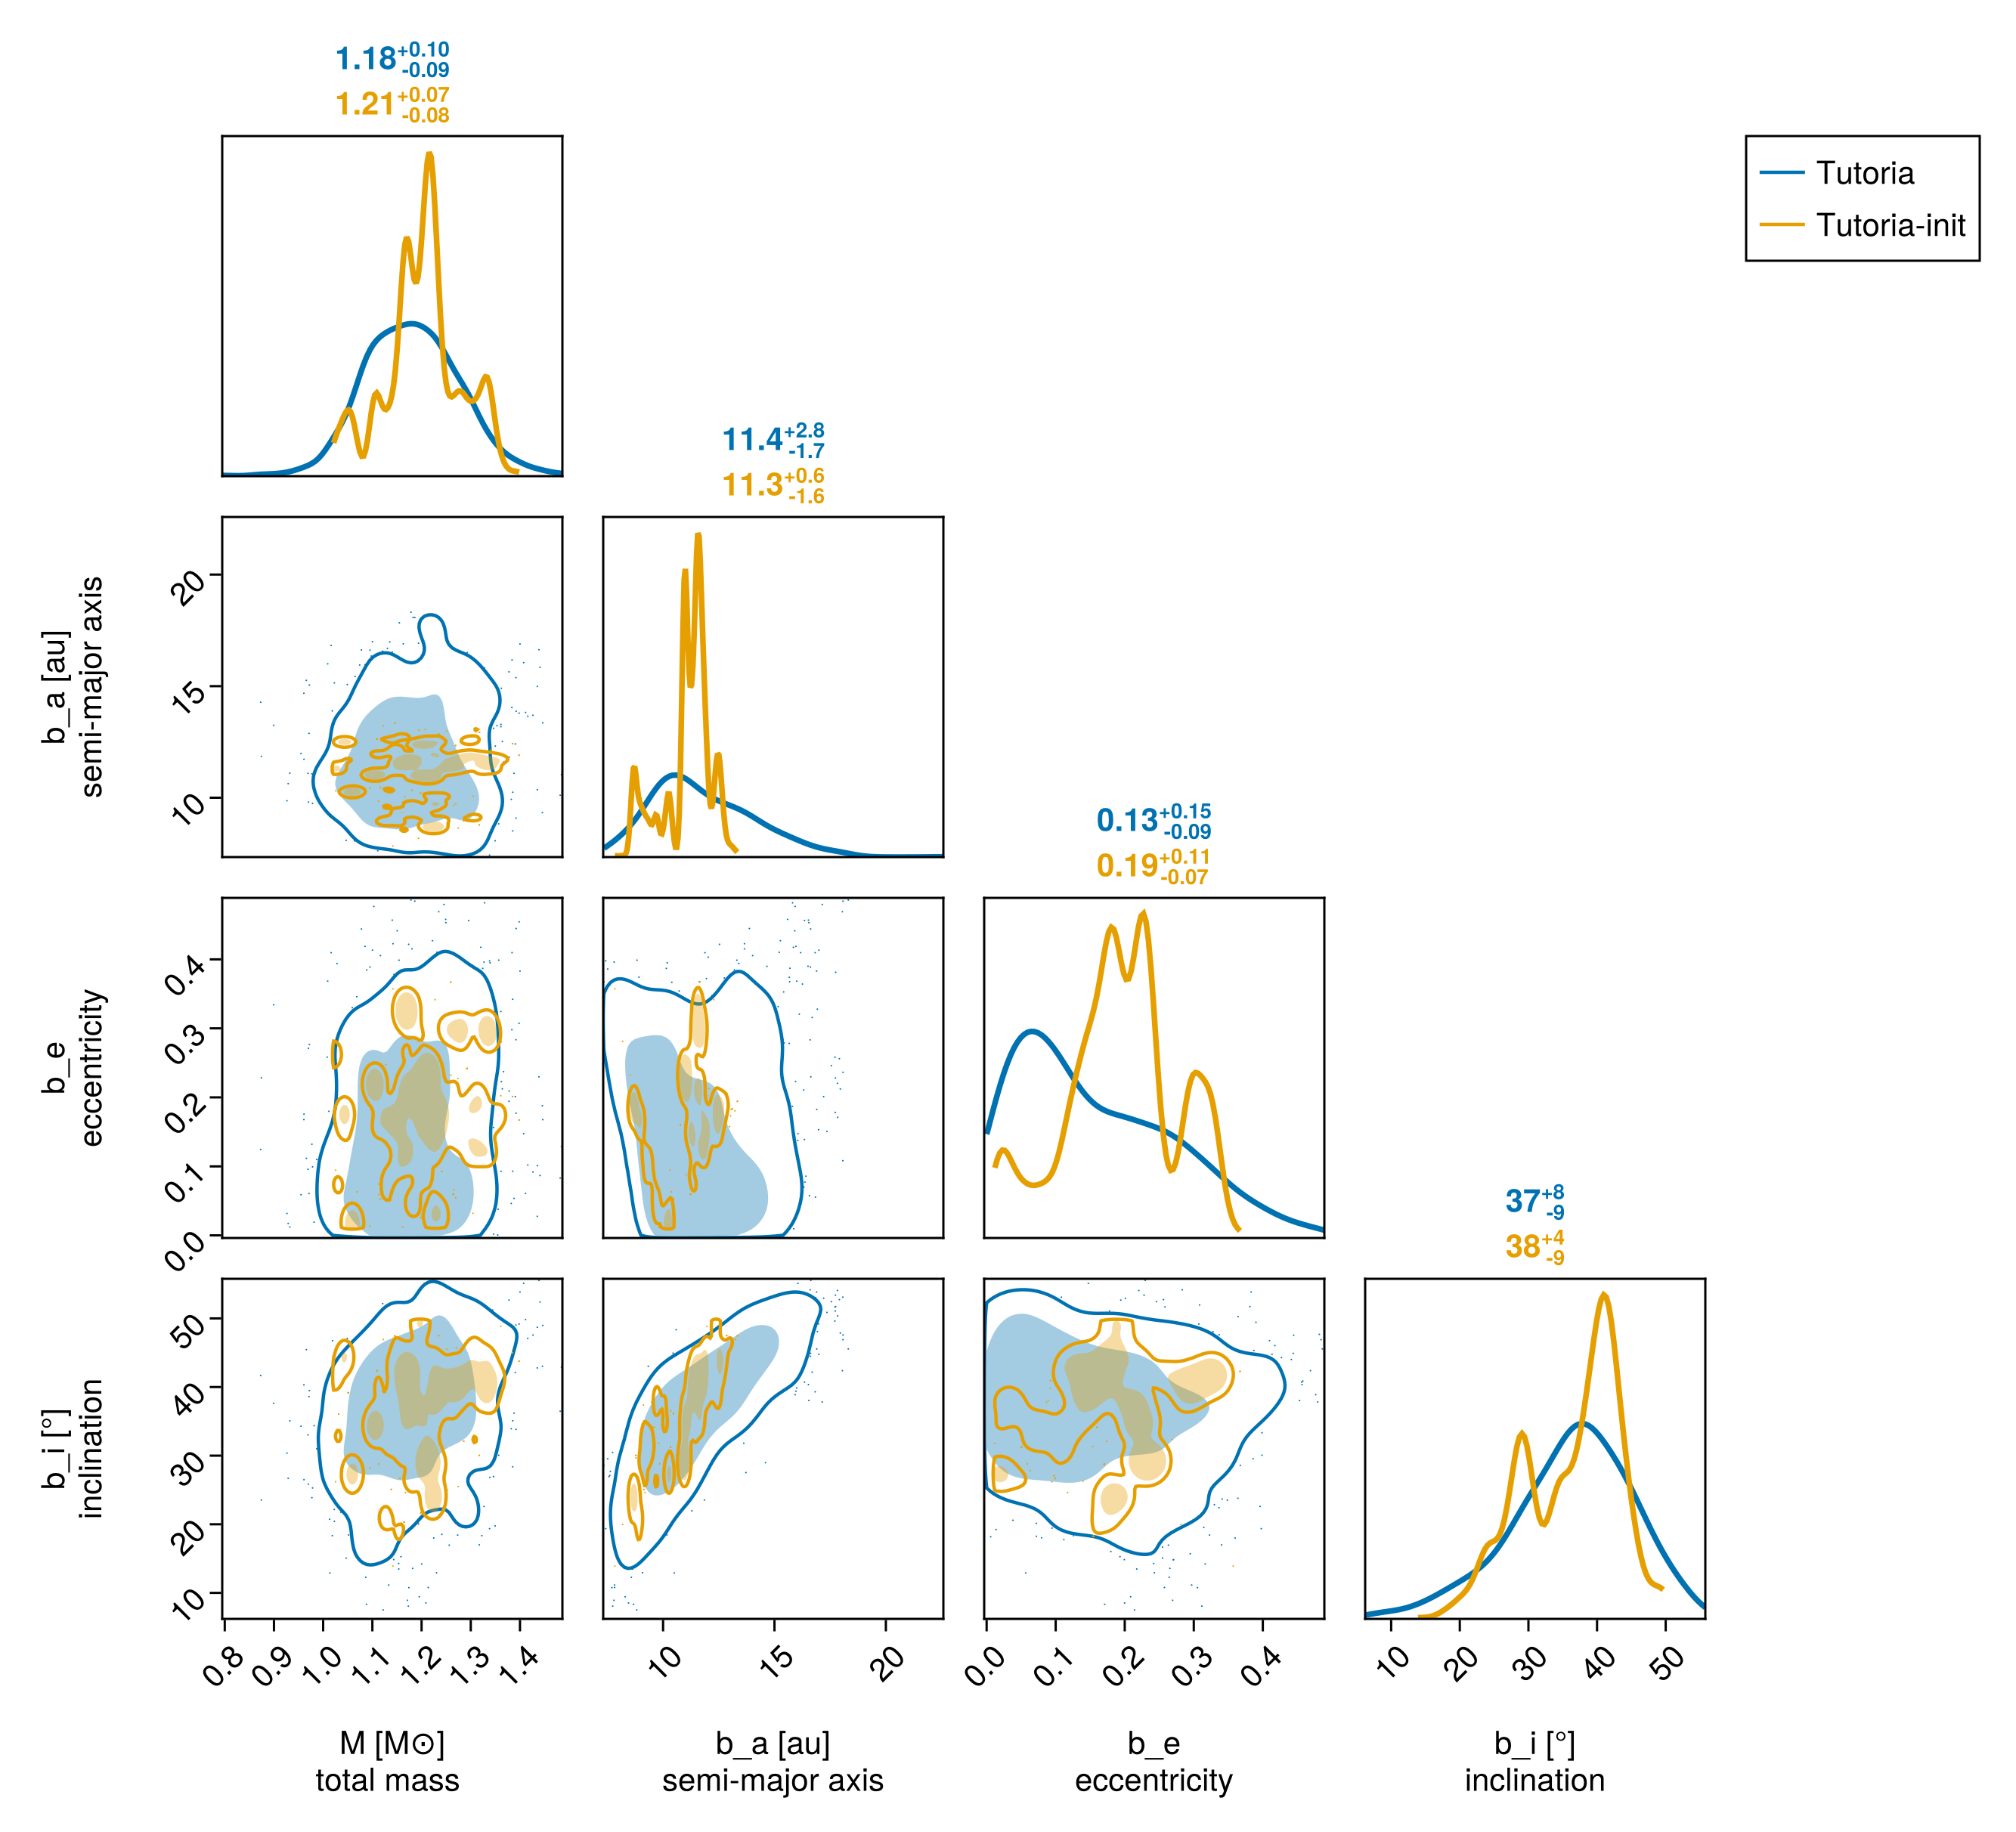 1.18+0.10-0.09
1.21+0.07-0.08
Tutoria
Tutoria-init
11.4+2.8-1.7
11.3+0.6-1.6
b_a [au]
semi-major axis
20
15
10
0.13+0.15-0.09
0.19+0.11-0.07
b_e
eccentricity
0.4
0.3
0.2
0.1
0.0
37+8-9
38+4-9
b_i [°]
inclination
50
40
30
20
10
0.8 0.9 1.0 1.1 1.2 1.3 1.4
10 15 20
0.0 0.1 0.2 0.3 0.4
10 20 30 40 50
M [M⊙]
total mass
b_a [au]
semi-major axis
b_e
eccentricity
b_i [°]
inclination